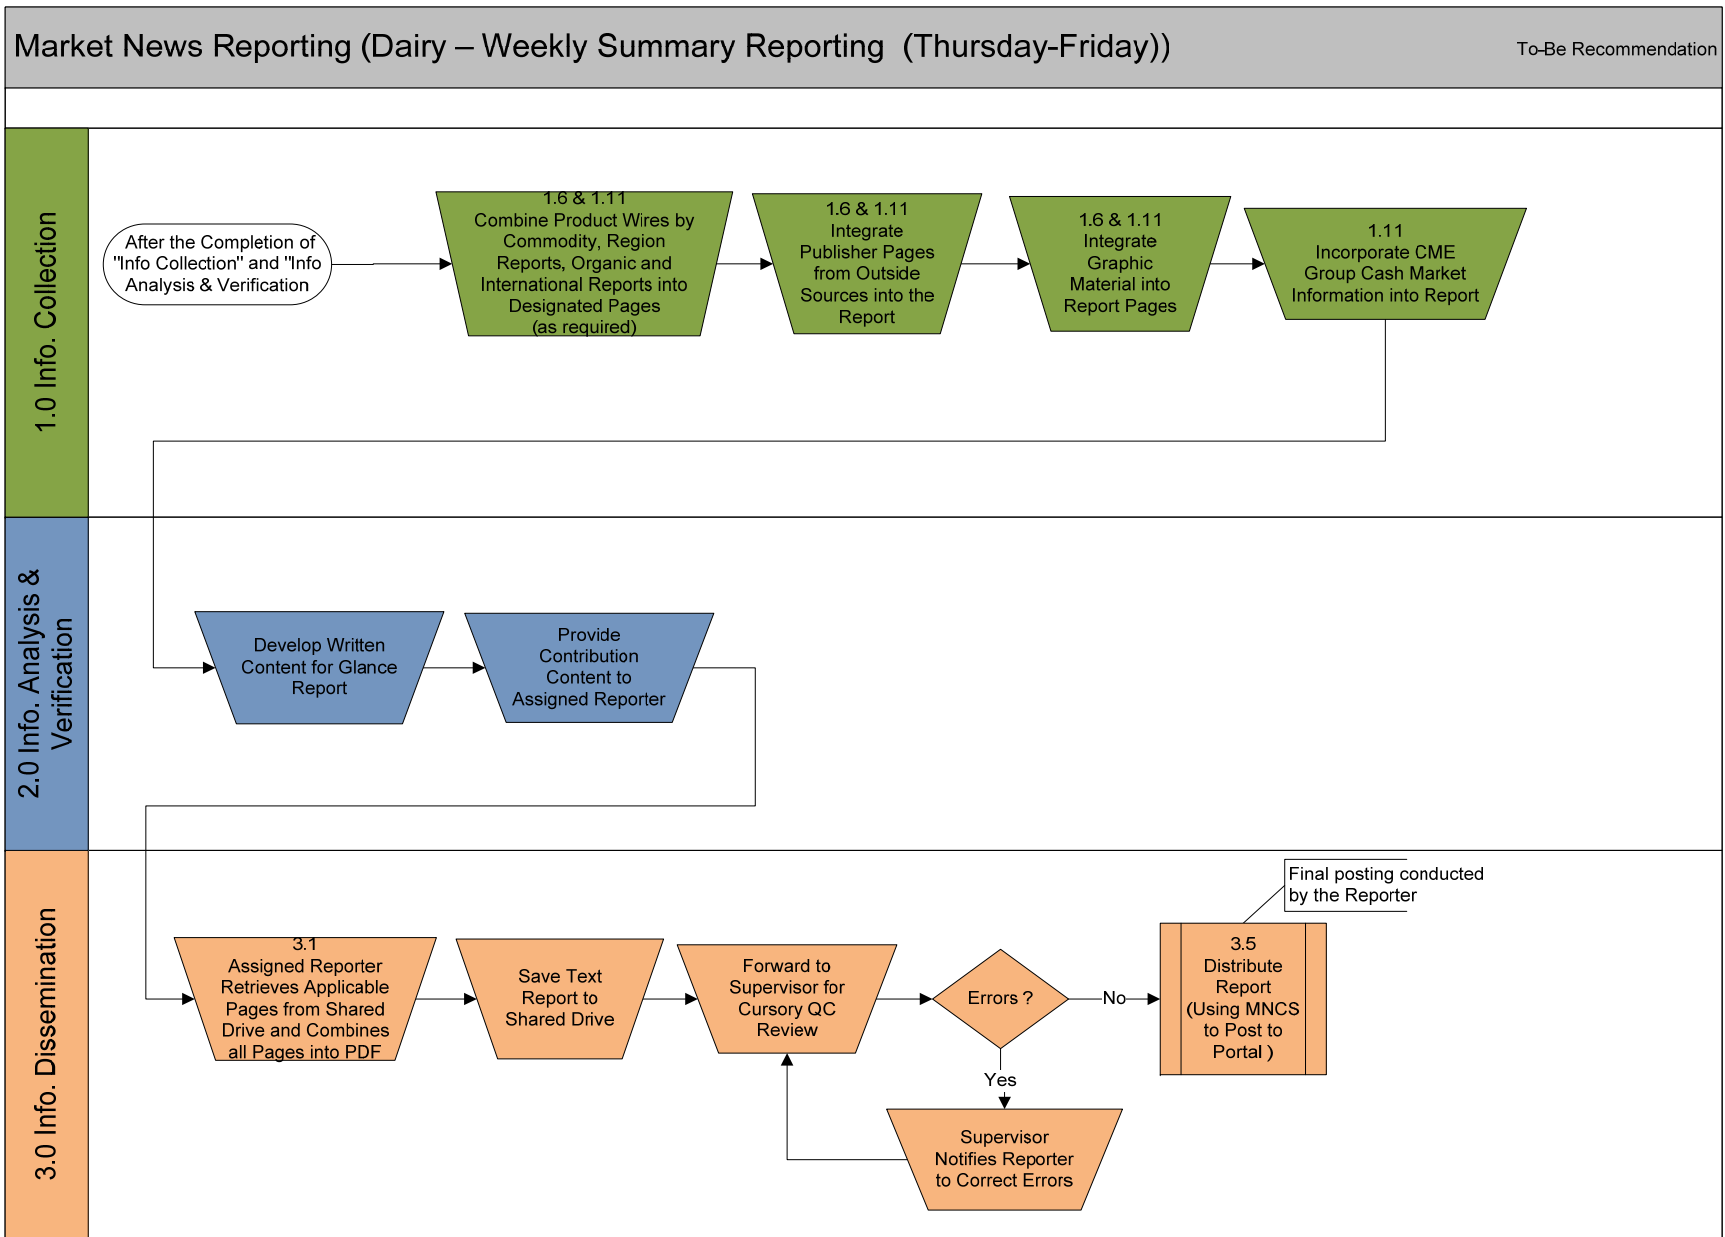 Market News Reporting (Dairy – Weekly Summary Reporting  (Thursday-Friday))
To-Be Recommendation
1.0 Info. Collection
After the Completion of
"Info Collection" and "Info
Analysis & Verification
1.6 & 1.11
Combine Product Wires by
Commodity, Region
Reports, Organic and
International Reports into
Designated Pages
(as required)
1.6 & 1.11
Integrate
Publisher Pages
from Outside
Sources into the
Report
1.6 & 1.11
Integrate
Graphic
Material into
Report Pages
1.11
Incorporate CME
Group Cash Market
Information into Report
2.0 Info. Analysis &
Verification
Develop Written
Content for Glance
Report
Provide
Contribution
Content to
Assigned Reporter
3.0 Info. Dissemination
3.1
Assigned Reporter
Retrieves Applicable
Pages from Shared
Drive and Combines
all Pages into PDF
Save Text
Report to
Shared Drive
Forward to
Supervisor for
Cursory QC
Review
Errors ?
No
Yes
Supervisor
Notifies Reporter
to Correct Errors
3.5
Distribute
Report
(Using MNCS
to Post to
Portal )
Final posting conducted
by the Reporter